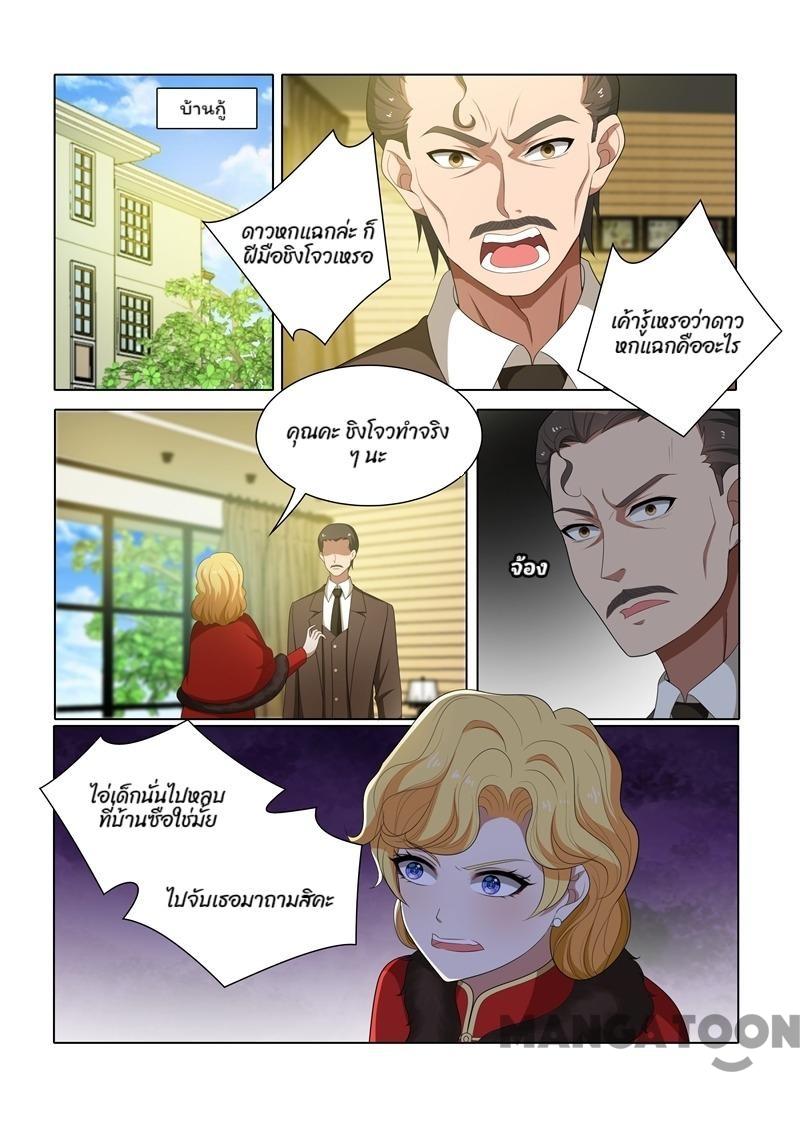 บ้านกู้
ดาวหกแฉกล่ะ ก็
ฝีมือชิงโจวเหรอ
เค้ารู้เหรอว่าดาว
หกแฉกคืออะไร
คุณคะ ชิงโจวทำจริง
ๆ นะ
จ้อง
ไอ่เด็กนั่นไปหลบ
ที่บ้านซือใช่มั้ย
ไปจับเธอมาถามสิคะ
MANGATOON